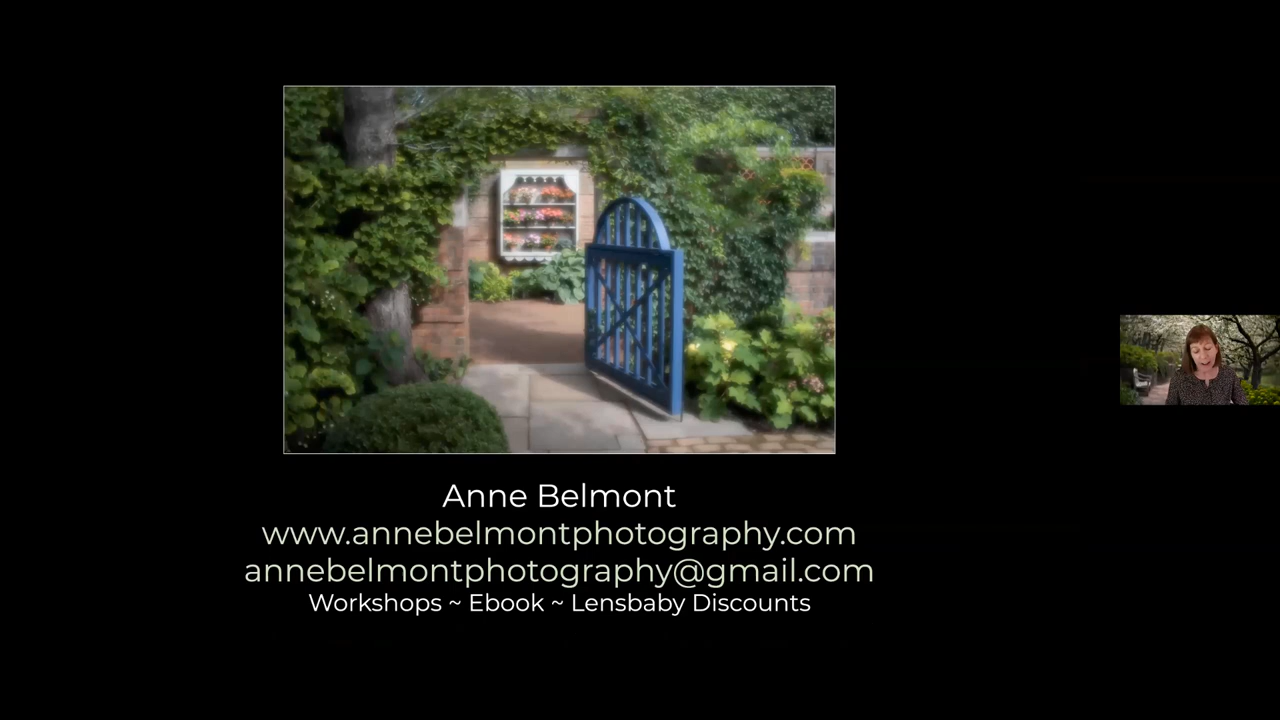 Anne Belmont
www.annebelmontphotography.com
annebelmontphotography@gmail.com
Workshops ~ Ebook ~ Lensbaby Discounts